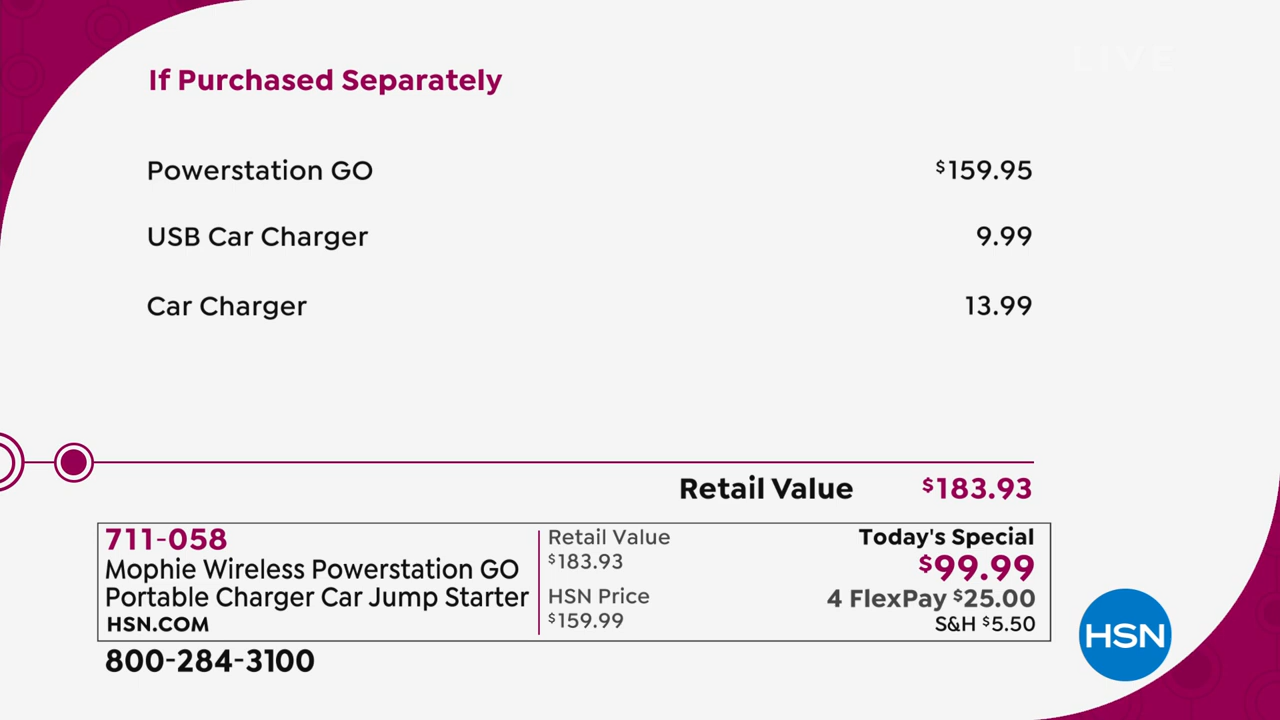 LIVE
If Purchased Separately
Powerstation GO $159.95
USB Car Charger 9.99
Car Charger 13.99
Retail Value $183.93
711-058
Mophie Wireless Powerstation GO
Portable Charger Car Jump Starter
HSN.COM
Retail Value
$183.93
HSN Price
$159.99
Today's Special
$99.99
4 FlexPay $25.00
S&H $5.50
800-284-3100
HSN